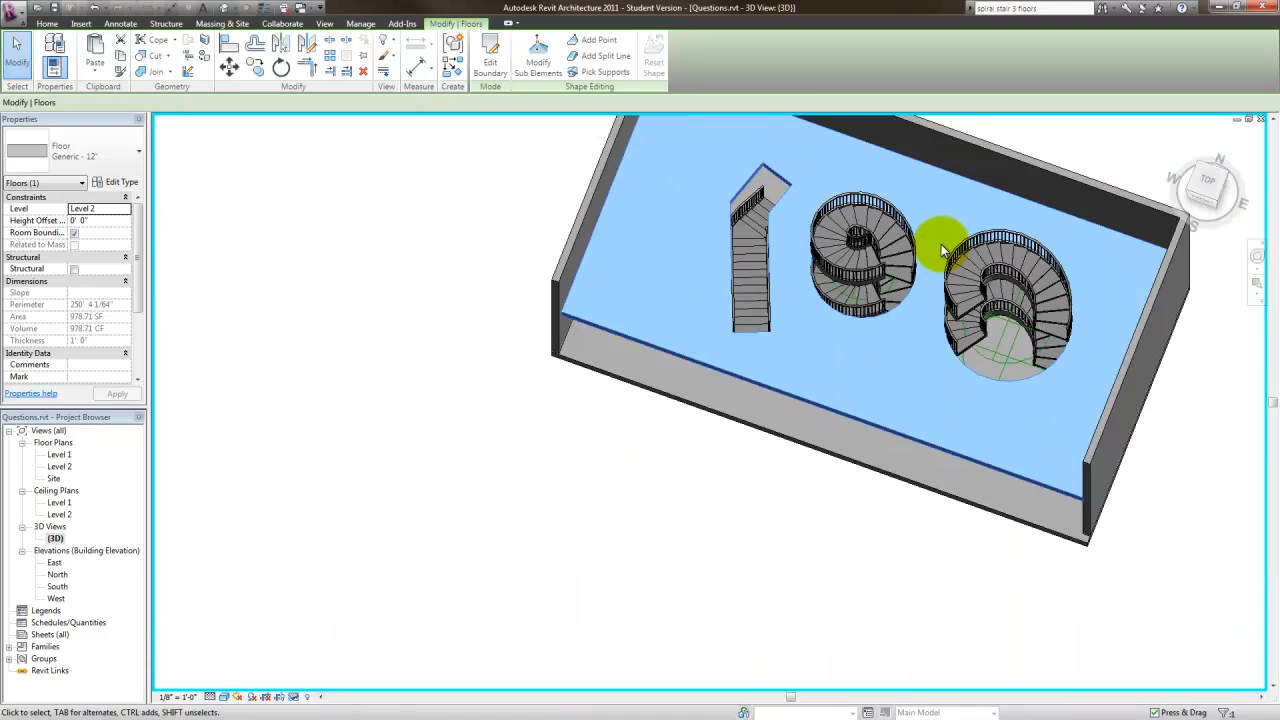 Autodesk Revit Architecture 2011 - Student Version - [Questions.rvt - 3D View: {3D}]
spiral stair 3 floors
Home Insert Annotate Structure Massing & Site Collaborate View Manage Add-Ins Modify | Floors
Modify
Cope
Cut
Join
Paste
Edit
Boundary
Modify
Sub Elements
Add Point
Add Split Line
Pick Supports
Reset
Shape
Select Properties Clipboard Geometry Modify View Measure Create Mode Shape Editing
Modify | Floors
Properties
Floor
Generic - 12"
Floors (1)
Edit Type
Constraints
Level Level 2
Height Offset ... 0' 0"
Room Boundi...
Related to Mass
Structural
Structural
Dimensions
Slope
Perimeter 250' 4 1/64"
Area 978.71 SF
Volume 978.71 CF
Thickness 1' 0"
Identity Data
Comments
Mark
Properties help
Apply
Questions.rvt - Project Browser
Views (all)
Floor Plans
Level 1
Level 2
Site
Ceiling Plans
Level 1
Level 2
3D Views
{3D}
Elevations (Building Elevation)
East
North
South
West
Legends
Schedules/Quantities
Sheets (all)
Families
Groups
Revit Links
N
W
TOP
E
S
1/8" = 1'-0"
Click to select, TAB for alternates, CTRL adds, SHIFT unselects.
Main Model
Press & Drag
:1